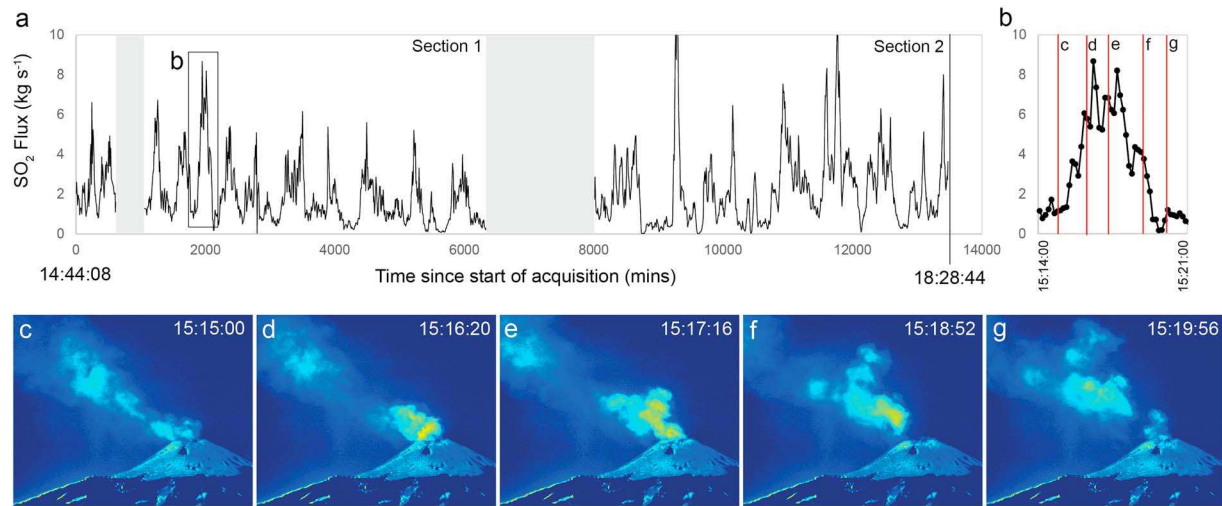 a
SO2 Flux (kg s-1)
10
8
6
4
2
0
b
Section 1
Section 2
0 2000 4000 6000 8000 10000 12000 14000
14:44:08
Time since start of acquisition (mins)
18:28:44
b
10
8
6
4
2
0
c d e f g
15:14:00
15:21:00
c 15:15:00
d 15:16:20
e 15:17:16
f 15:18:52
g 15:19:56